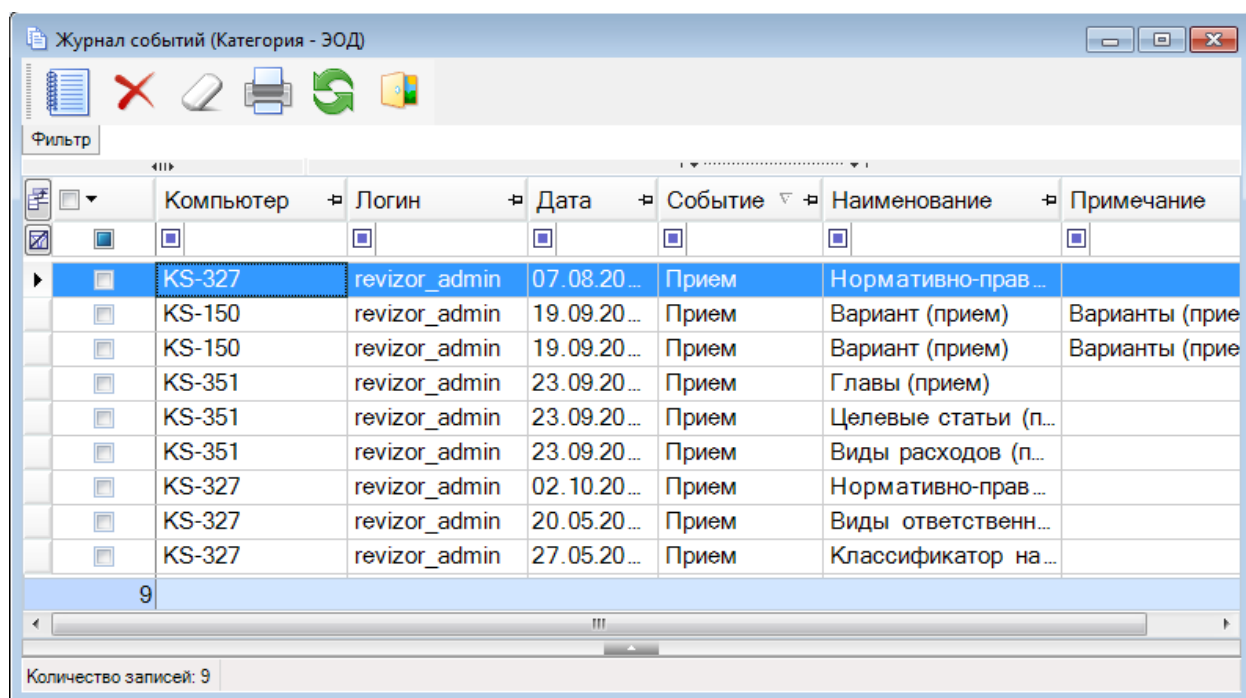 Журнал событий (Категория - ЭОД)
Фильтр
Компьютер Логин Дата Событие Наименование Примечание
KS-327 revizor_admin 07.08.20... Прием Нормативно-прав...
KS-150 revizor_admin 19.09.20... Прием Вариант (прием) Варианты (прие
KS-150 revizor_admin 19.09.20... Прием Вариант (прием) Варианты (прие
KS-351 revizor_admin 23.09.20... Прием Главы (прием)
KS-351 revizor_admin 23.09.20... Прием Целевые статьи (п...
KS-351 revizor_admin 23.09.20... Прием Виды расходов (п...
KS-327 revizor_admin 02.10.20... Прием Нормативно-прав...
KS-327 revizor_admin 20.05.20... Прием Виды ответственн...
KS-327 revizor_admin 27.05.20... Прием Классификатор на...
9
Количество записей: 9